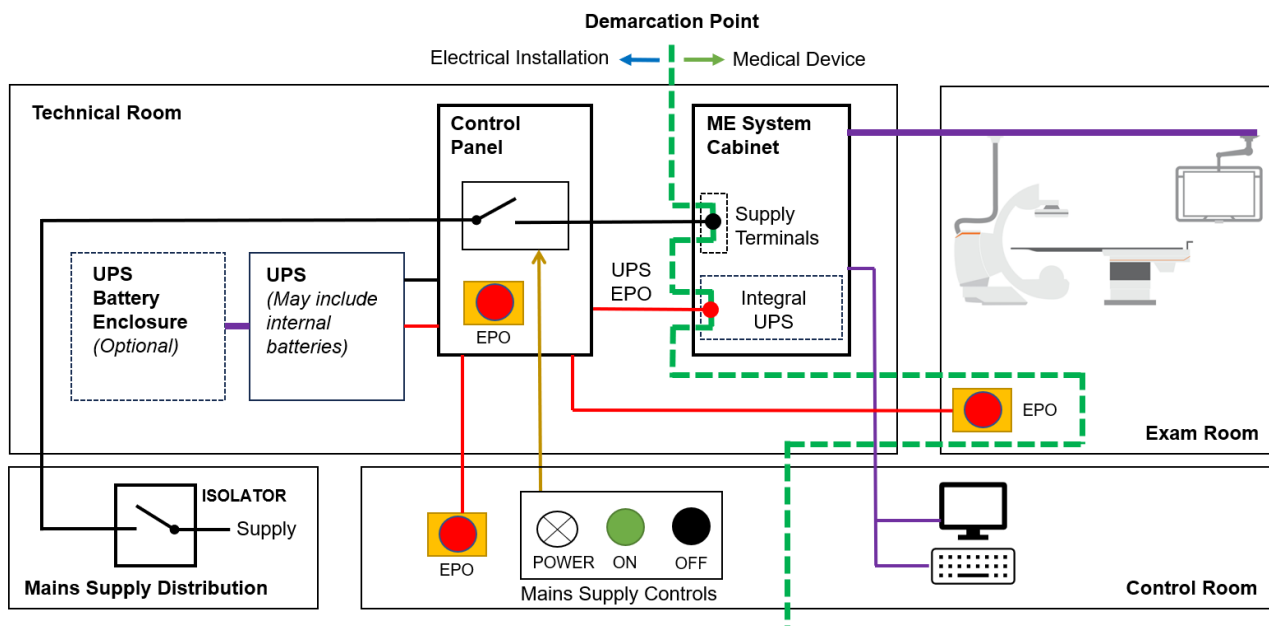 Demarcation Point
Electrical Installation
Medical Device
Technical Room
Control
Panel
ME System
Cabinet
Supply
Terminals
UPS
Battery
Enclosure
(Optional)
UPS
(May include
internal
batteries)
EPO
UPS
EPO
Integral
UPS
EPO
Exam Room
ISOLATOR
Supply
Mains Supply Distribution
EPO
POWER
ON
OFF
Mains Supply Controls
Control Room